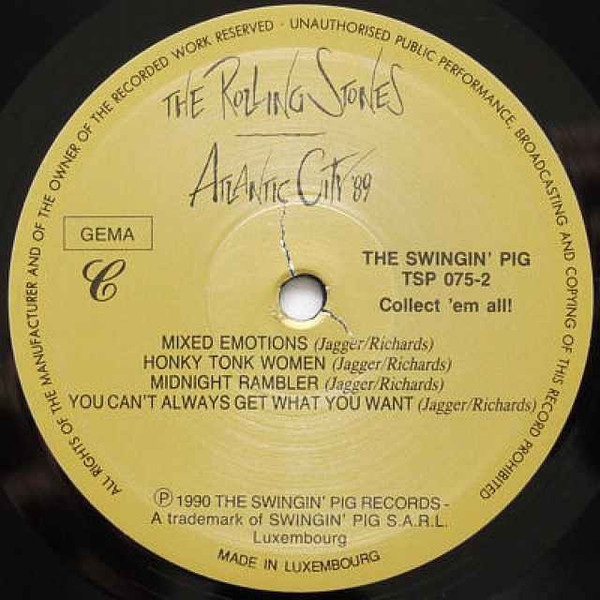 ALL RIGHTS OF THE MANUFACTURER AND OF THE OWNER OF THE RECORDED WORK RESERVED - UNAUTHORISED PUBLIC PERFORMANCE, BROADCASTING AND COPYING OF THIS RECORD PROHIBITED
THE ROLLING STONES
ATLANTIC CITY '89
GEMA
C
THE SWINGIN' PIG
TSP 075-2
Collect 'em all!
MIXED EMOTIONS (Jagger/Richards)
HONKY TONK WOMEN (Jagger/Richards)
MIDNIGHT RAMBLER (Jagger/Richards)
YOU CAN'T ALWAYS GET WHAT YOU WANT (Jagger/Richards)
℗ 1990 THE SWINGIN' PIG RECORDS -
A trademark of SWINGIN' PIG S.A.R.L.
Luxembourg
MADE IN LUXEMBOURG